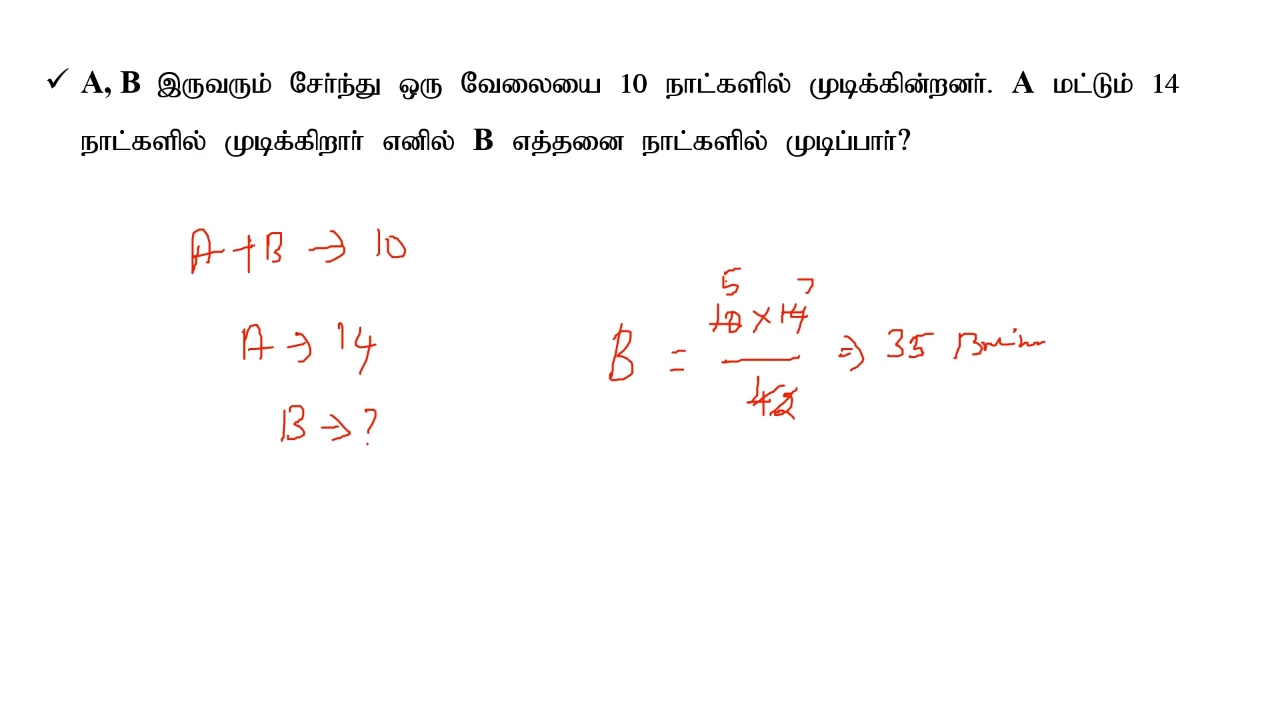 ✓ A, B இருவரும் சேர்ந்து ஒரு வேலையை 10 நாட்களில் முடிக்கின்றனர். A மட்டும் 14
நாட்களில் முடிக்கிறார் எனில் B எத்தனை நாட்களில் முடிப்பார்?
A+B → 10
A → 14
B → ?
5 7
B = 10 × 14 / 42 ⇒ 35